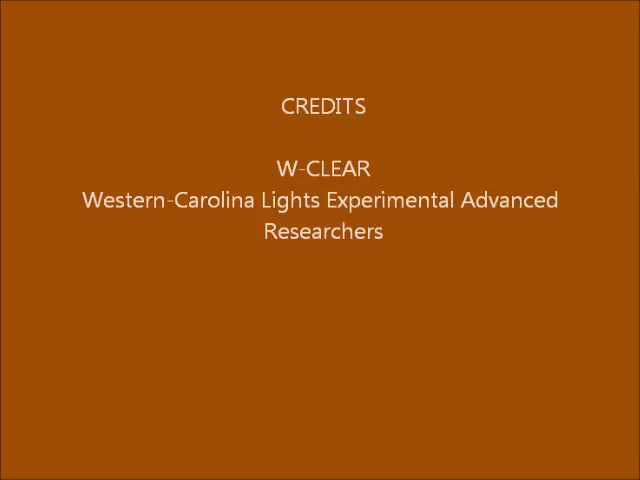 CREDITS
W-CLEAR
Western-Carolina Lights Experimental Advanced
Researchers